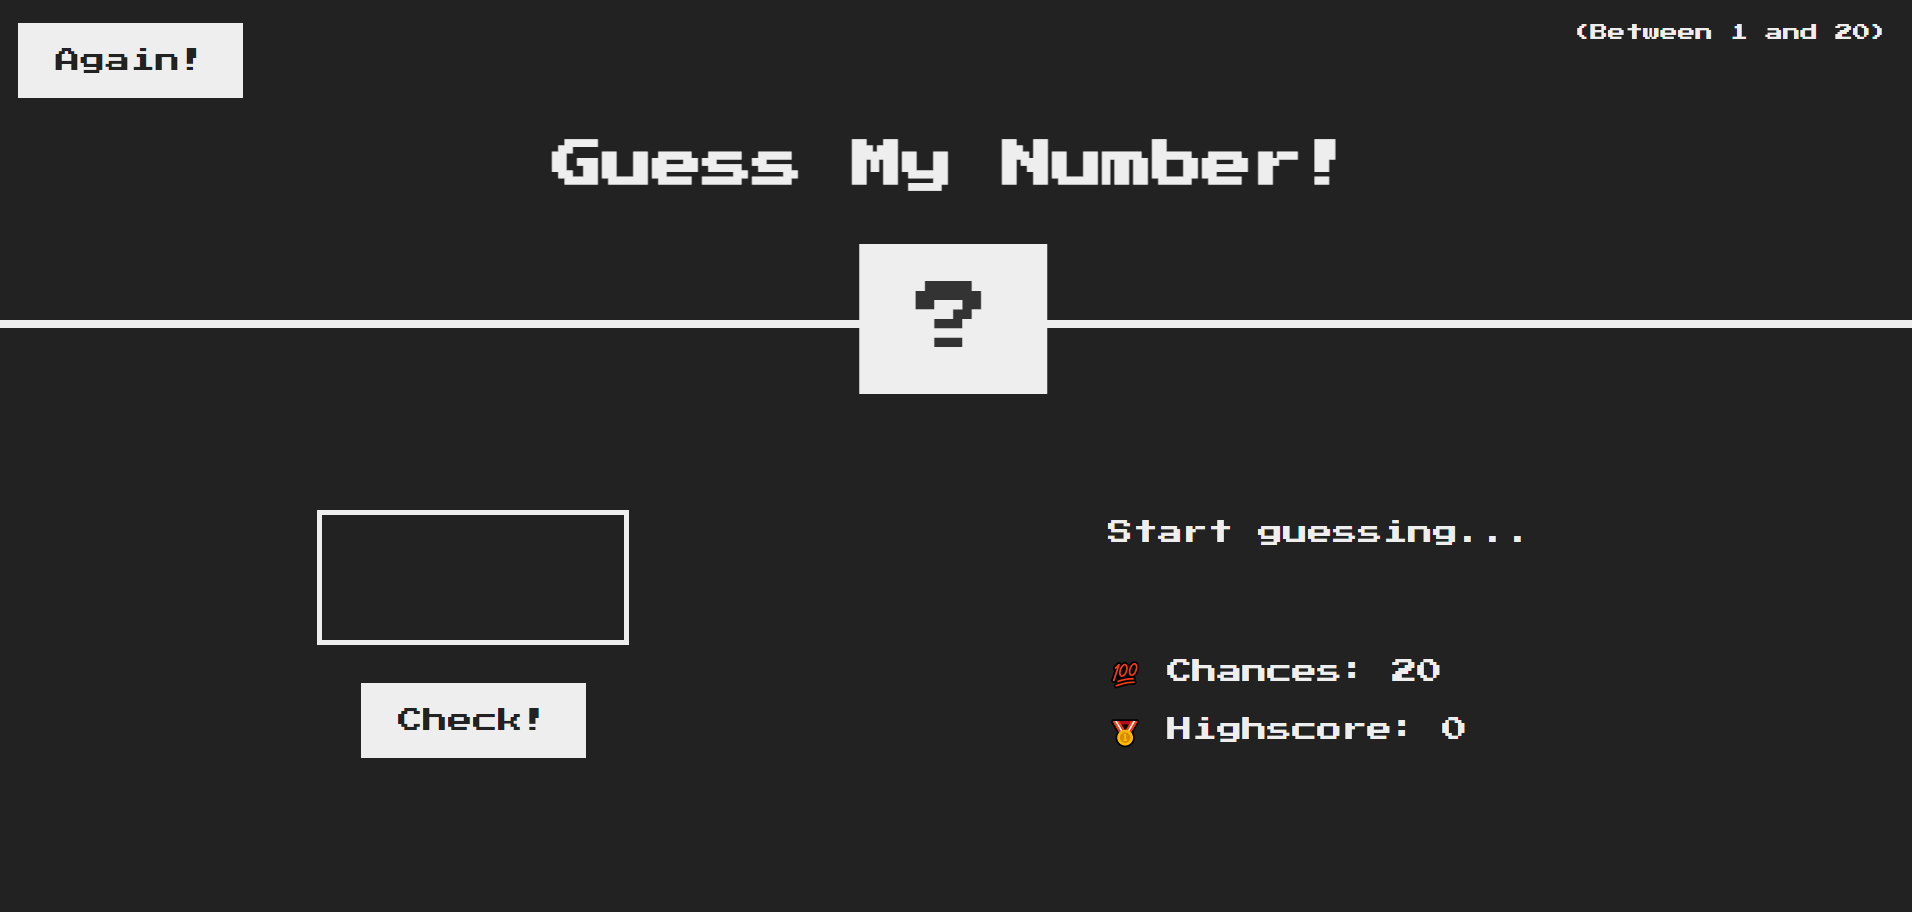 Again!
(Between 1 and 20)
Guess My Number!
?
Start guessing...
💯 Chances: 20
Check!
🥇 Highscore: 0